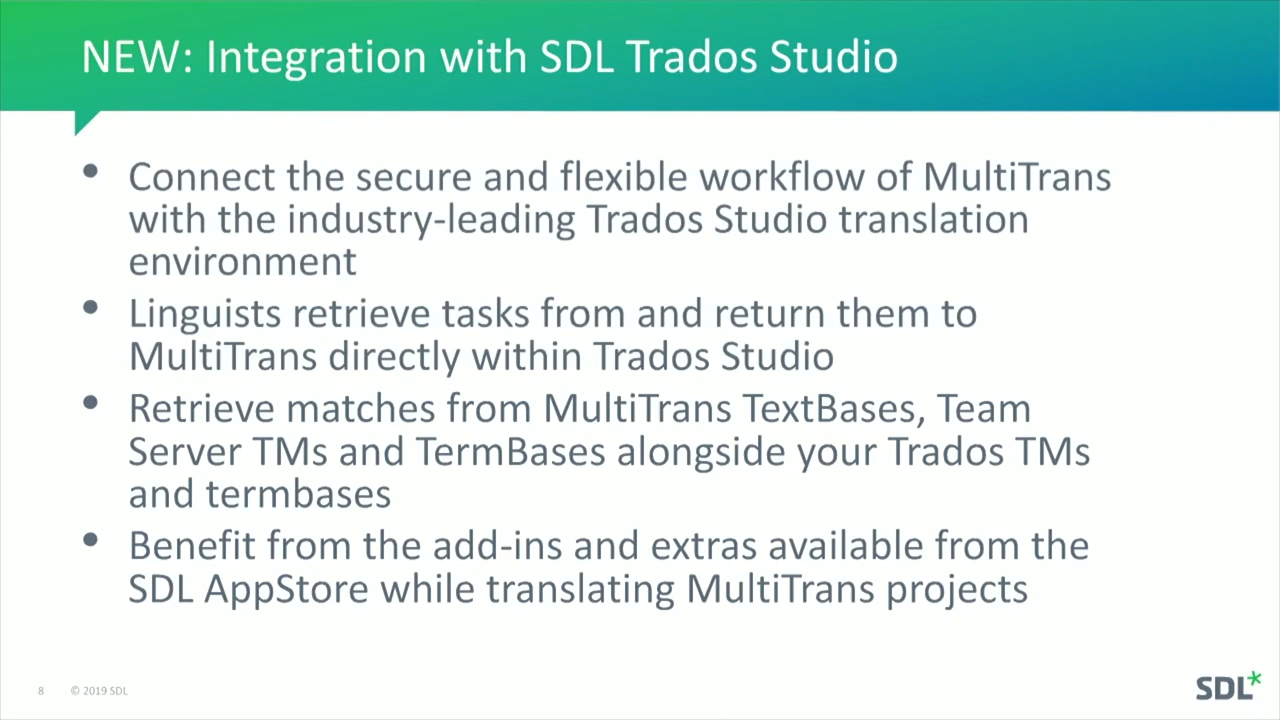 NEW: Integration with SDL Trados Studio
• Connect the secure and flexible workflow of MultiTrans
with the industry-leading Trados Studio translation
environment
• Linguists retrieve tasks from and return them to
MultiTrans directly within Trados Studio
• Retrieve matches from MultiTrans TextBases, Team
Server TMs and TermBases alongside your Trados TMs
and termbases
• Benefit from the add-ins and extras available from the
SDL AppStore while translating MultiTrans projects
8 © 2019 SDL
SDL*